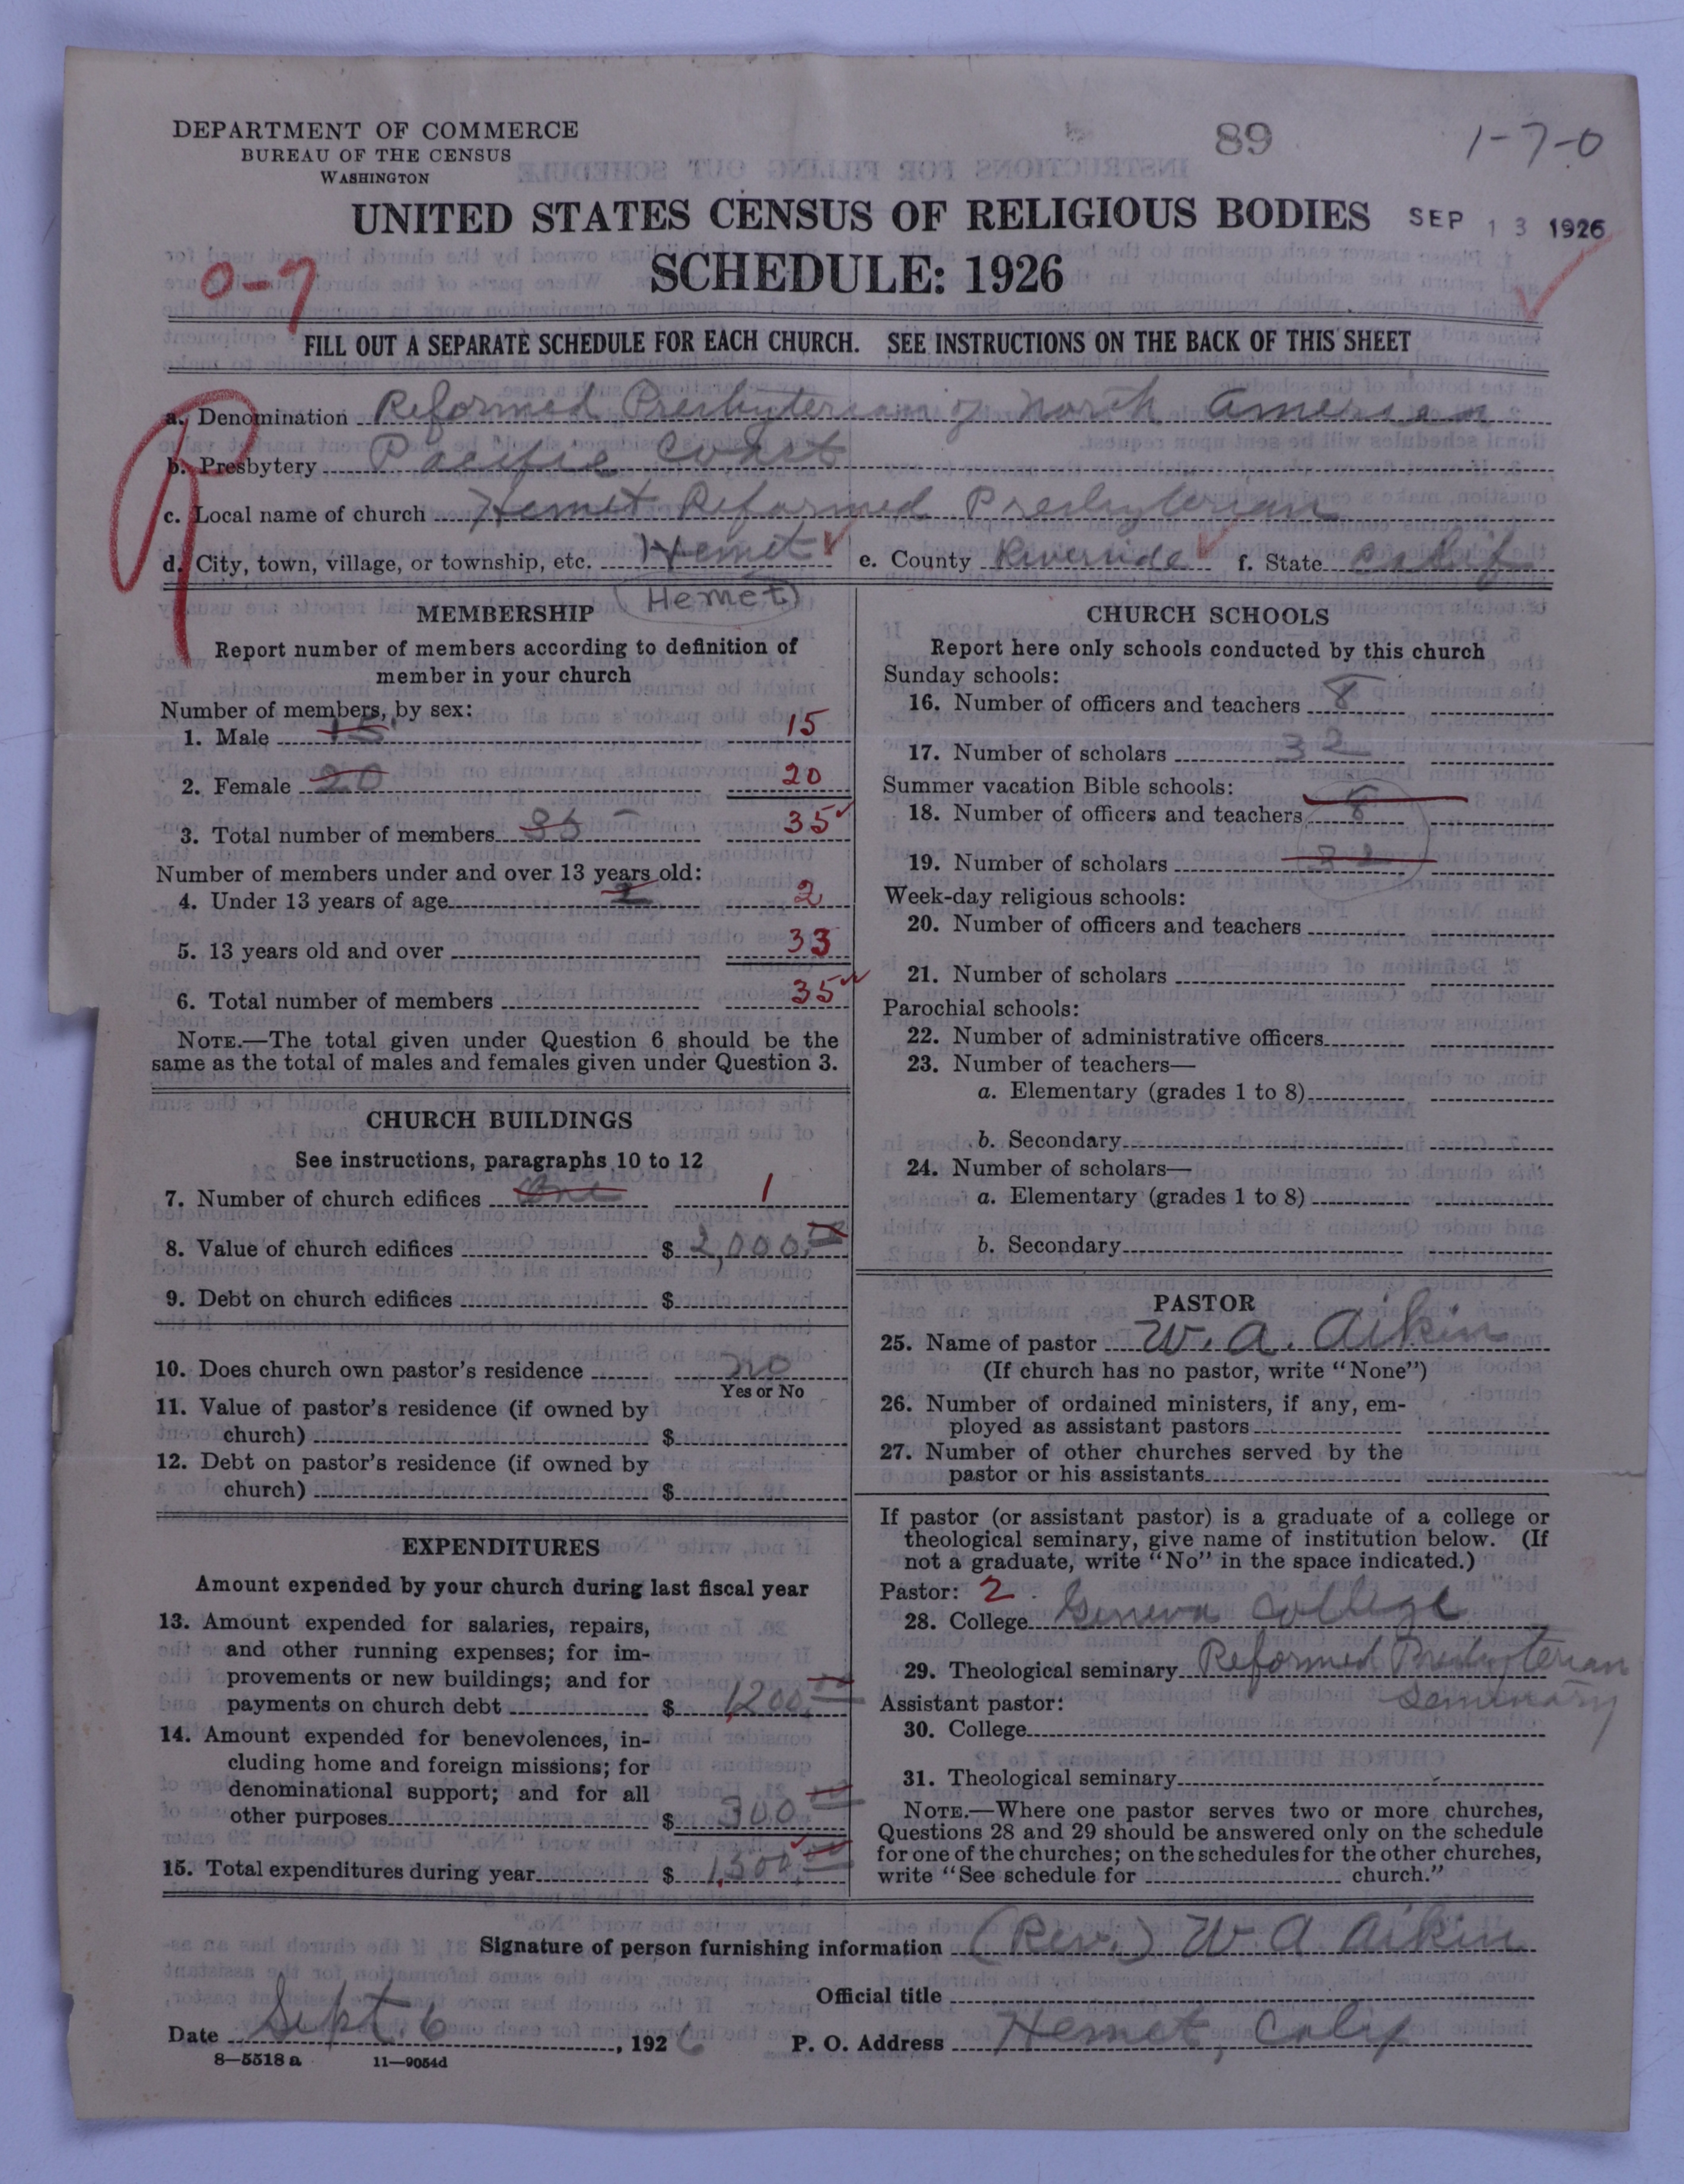 DEPARTMENT OF COMMERCE
BUREAU OF THE CENSUS
WASHINGTON
89
1-7-0
UNITED STATES CENSUS OF RELIGIOUS BODIES
SEP 13 1926
SCHEDULE: 1926
0-7
FILL OUT A SEPARATE SCHEDULE FOR EACH CHURCH. SEE INSTRUCTIONS ON THE BACK OF THIS SHEET
a. Denomination Reformed Presbyterian of North American
b. Presbytery Pacific Coast
c. Local name of church Hemet Reformed Presbyterian
d. City, town, village, or township, etc. Hemet e. County Riverside f. State Calif
(Hemet)
MEMBERSHIP
Report number of members according to definition of
member in your church
Number of members, by sex:
1. Male 15 15
2. Female 20 20
3. Total number of members 35 35
Number of members under and over 13 years old:
4. Under 13 years of age 2 2
5. 13 years old and over 33
6. Total number of members 35
NOTE.—The total given under Question 6 should be the
same as the total of males and females given under Question 3.
CHURCH BUILDINGS
See instructions, paragraphs 10 to 12
7. Number of church edifices One 1
8. Value of church edifices $ 2,000.00
9. Debt on church edifices $
10. Does church own pastor's residence no
Yes or No
11. Value of pastor's residence (if owned by
church) $
12. Debt on pastor's residence (if owned by
church) $
EXPENDITURES
Amount expended by your church during last fiscal year
13. Amount expended for salaries, repairs,
and other running expenses; for im-
provements or new buildings; and for
payments on church debt $ 1,200.00
14. Amount expended for benevolences, in-
cluding home and foreign missions; for
denominational support; and for all
other purposes $ 300.00
15. Total expenditures during year $ 1,500.00
CHURCH SCHOOLS
Report here only schools conducted by this church
Sunday schools:
16. Number of officers and teachers 8
17. Number of scholars 32
Summer vacation Bible schools:
18. Number of officers and teachers 8
19. Number of scholars 32
Week-day religious schools:
20. Number of officers and teachers
21. Number of scholars
Parochial schools:
22. Number of administrative officers
23. Number of teachers—
a. Elementary (grades 1 to 8)
b. Secondary
24. Number of scholars—
a. Elementary (grades 1 to 8)
b. Secondary
PASTOR
25. Name of pastor W. A. Aikin
(If church has no pastor, write "None")
26. Number of ordained ministers, if any, em-
ployed as assistant pastors
27. Number of other churches served by the
pastor or his assistants
If pastor (or assistant pastor) is a graduate of a college or
theological seminary, give name of institution below. (If
not a graduate, write "No" in the space indicated.)
Pastor: 2
28. College Geneva College
29. Theological seminary Reformed Presbyterian
Seminary
Assistant pastor:
30. College
31. Theological seminary
NOTE.—Where one pastor serves two or more churches,
Questions 28 and 29 should be answered only on the schedule
for one of the churches; on the schedules for the other churches,
write "See schedule for church."
Signature of person furnishing information (Rev.) W A Aikin
Official title
Date Sept. 6, 1926 P. O. Address Hemet, Calif
8—5518 a 11—9054d